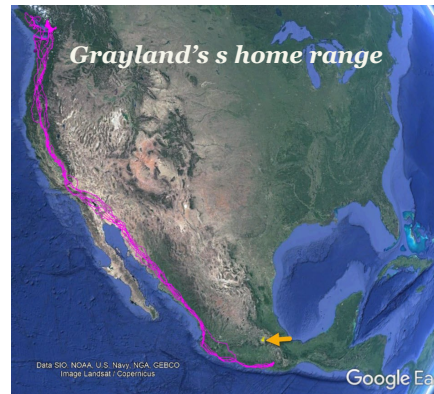 Grayland's s home range
Data SIO, NOAA, U.S. Navy, NGA, GEBCO
Image Landsat / Copernicus
Google Ea